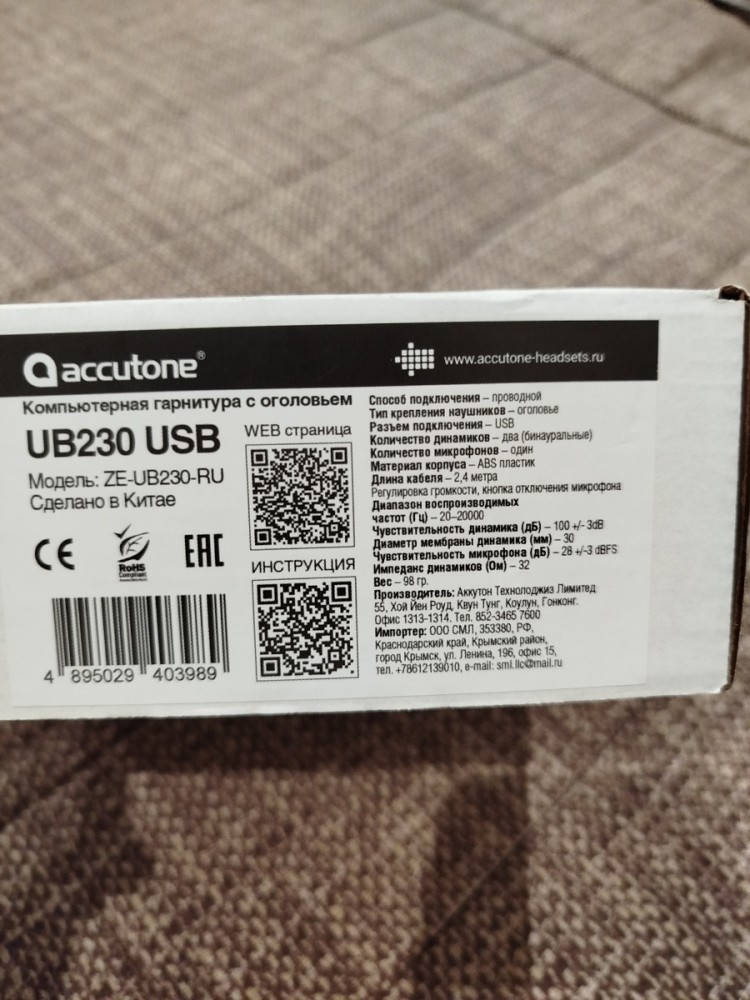 accutone®
www.accutone-headsets.ru
Компьютерная гарнитура с оголовьем
UB230 USB
Модель: ZE-UB230-RU
Сделано в Китае
CE
RoHS
Compliant
EAC
4 895029 403989
WEB страница
ИНСТРУКЦИЯ
Способ подключения – проводной
Тип крепления наушников – оголовье
Разъем подключения – USB
Количество динамиков – два (бинауральные)
Количество микрофонов – один
Материал корпуса – ABS пластик
Длина кабеля – 2,4 метра
Регулировка громкости, кнопка отключения микрофона
Диапазон воспроизводимых
частот (Гц) – 20–20000
Чувствительность динамика (дБ) – 100 +/- 3dB
Диаметр мембраны динамика (мм) – 30
Чувствительность микрофона (дБ) – 28 +/-3 dBFS
Импеданс динамиков (Ом) – 32
Вес – 98 гр.
Производитель: Аккутон Технолоджиз Лимитед
55, Хой Йен Роуд, Квун Тунг, Коулун, Гонконг.
Офис 1313-1314, Тел. 852-3465 7600
Импортер: ООО СМЛ, 353380, РФ,
Краснодарский край, Крымский район,
город Крымск, ул. Ленина, 196, офис 15,
тел. +78612139010, e-mail: sml.llc@mail.ru